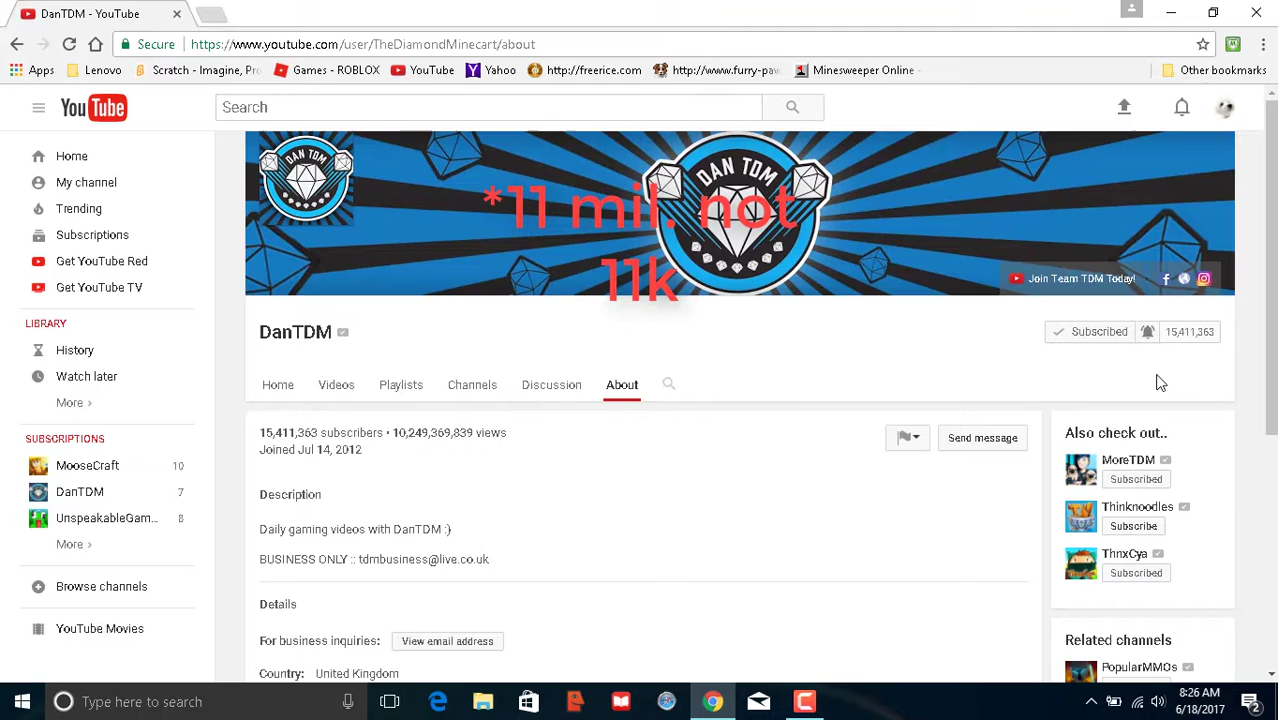 DanTDM - YouTube
Secure https://www.youtube.com/user/TheDiamondMinecart/about
Apps Lenovo Scratch - Imagine, Pr Games - ROBLOX YouTube Yahoo http://freerice.com http://www.furry-pav Minesweeper Online - Other bookmarks
YouTube
Search
Home
My channel
Trending
Subscriptions
Get YouTube Red
Get YouTube TV
LIBRARY
History
Watch later
More ›
SUBSCRIPTIONS
MooseCraft 10
DanTDM 7
UnspeakableGam... 8
More ›
Browse channels
YouTube Movies
DAN TDM
DAN TDM
*11 mil. not
11k
Join Team TDM Today!
DanTDM
Subscribed 15,411,363
Home Videos Playlists Channels Discussion About
15,411,363 subscribers • 10,249,369,839 views
Joined Jul 14, 2012
Send message
Description
Daily gaming videos with DanTDM :}
BUSINESS ONLY :: tdmbusiness@live.co.uk
Details
For business inquiries: View email address
Country: United Kingdom
Also check out..
MoreTDM
Subscribed
Thinknoodles
Subscribe
ThnxCya
Subscribed
Related channels
PopularMMOs
Type here to search
8:26 AM
6/18/2017
2